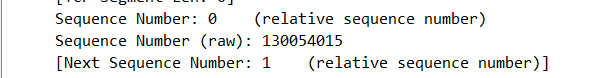 Sequence Number: 0    (relative sequence number)
Sequence Number (raw): 130054015
[Next Sequence Number: 1    (relative sequence number)]